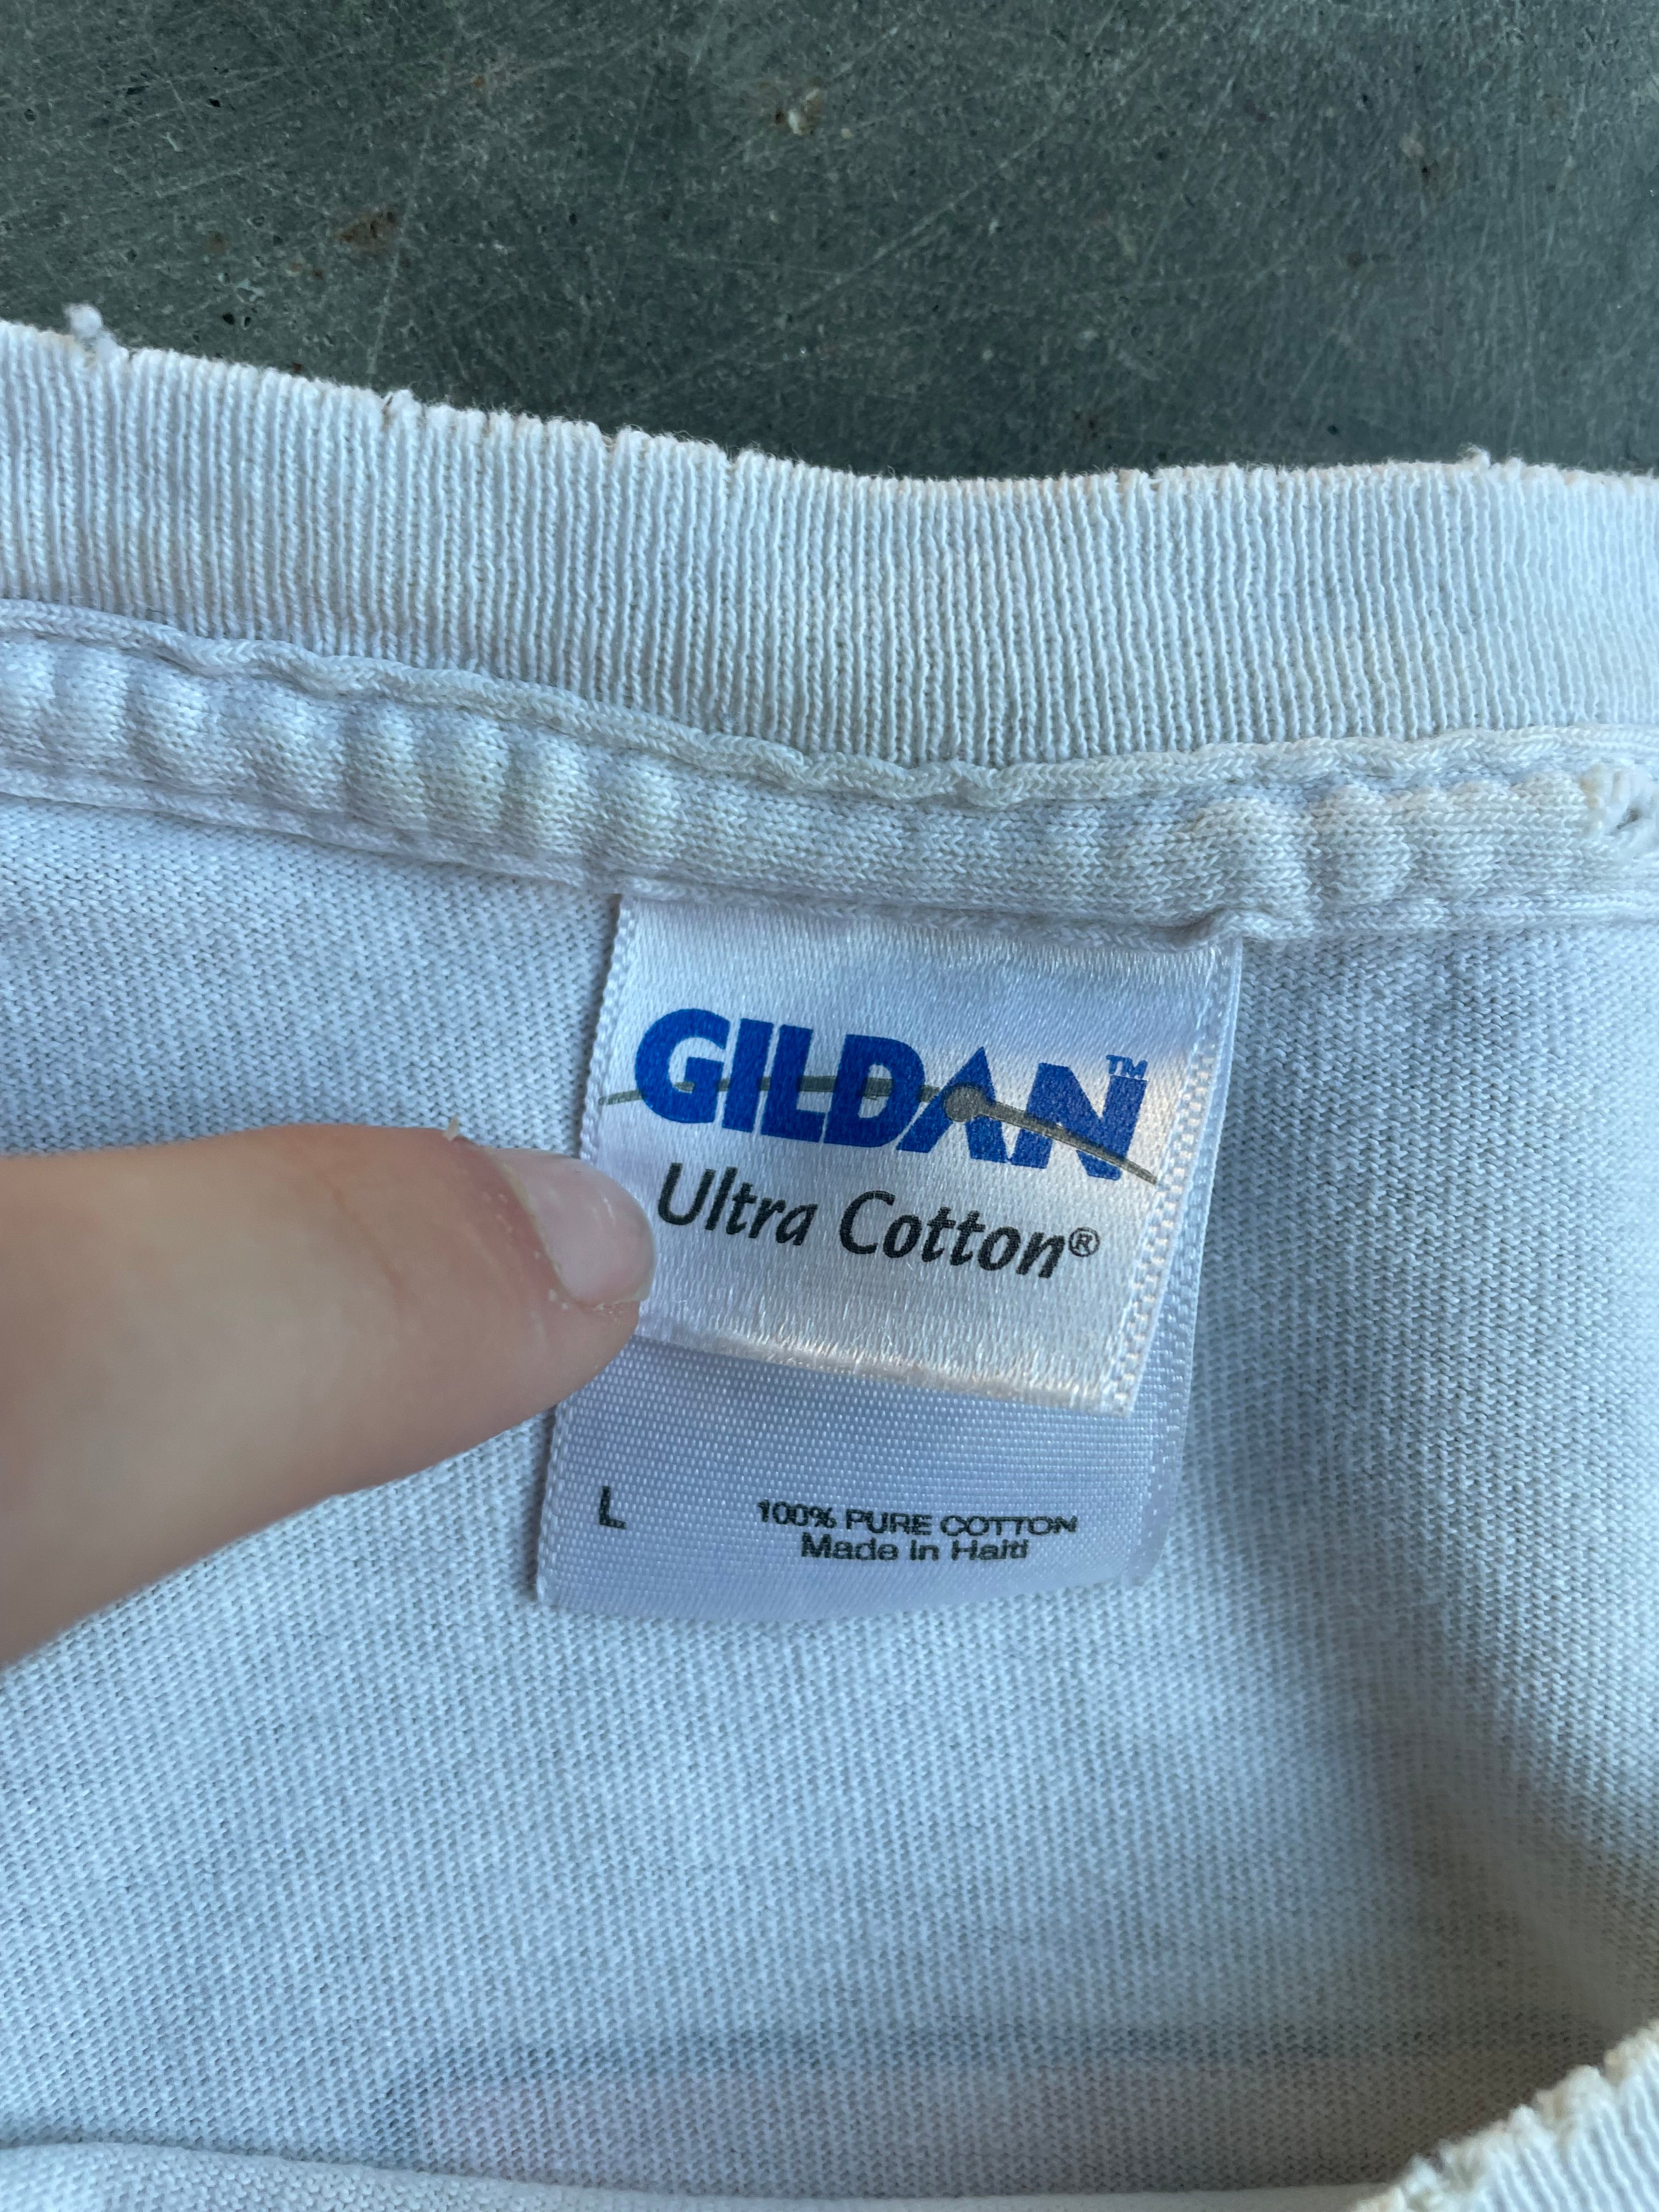 GILDAN™
Ultra Cotton®
L
100% PURE COTTON
Made in Haiti